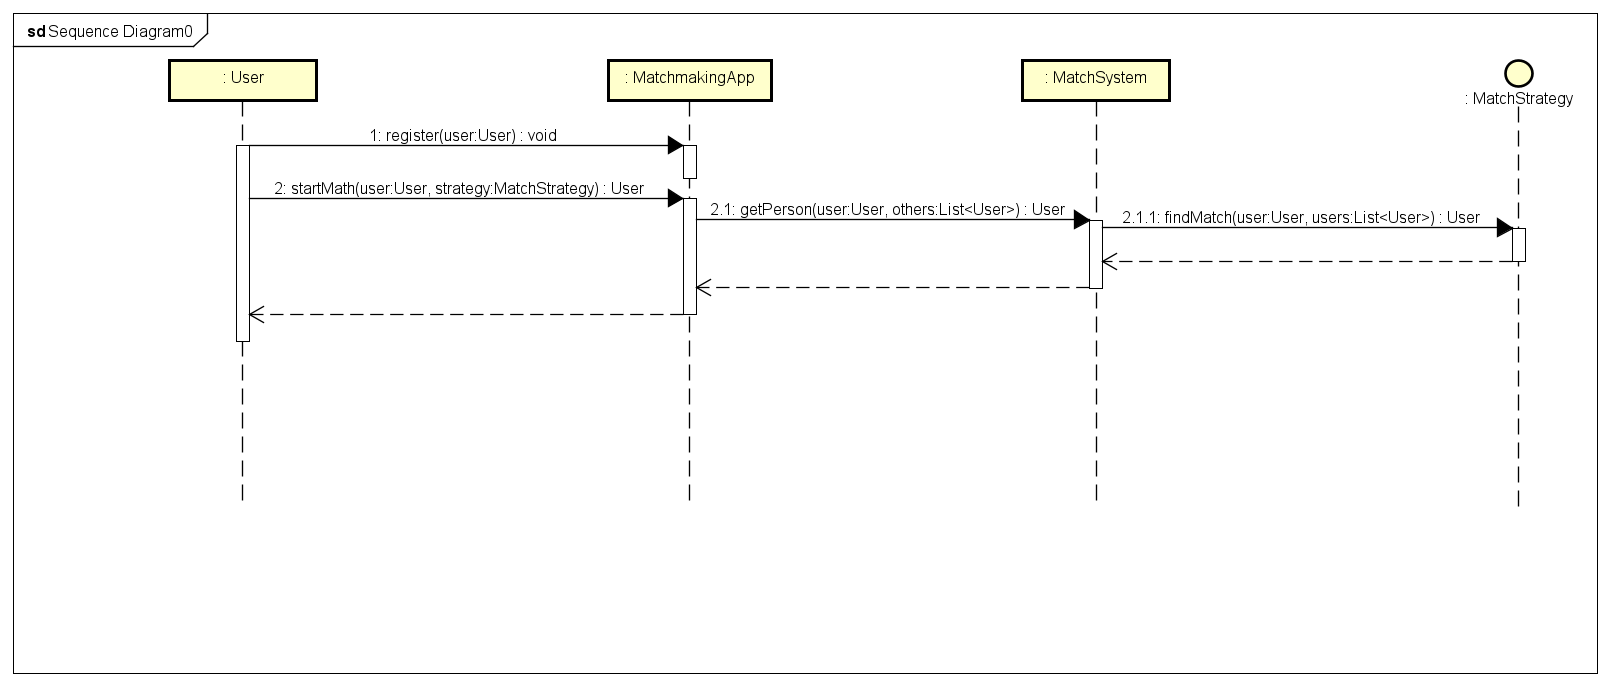 sd Sequence Diagram0
: User
: MatchmakingApp
: MatchSystem
: MatchStrategy
1: register(user:User) : void
2: startMath(user:User, strategy:MatchStrategy) : User
2.1: getPerson(user:User, others:List<User>) : User
2.1.1: findMatch(user:User, users:List<User>) : User